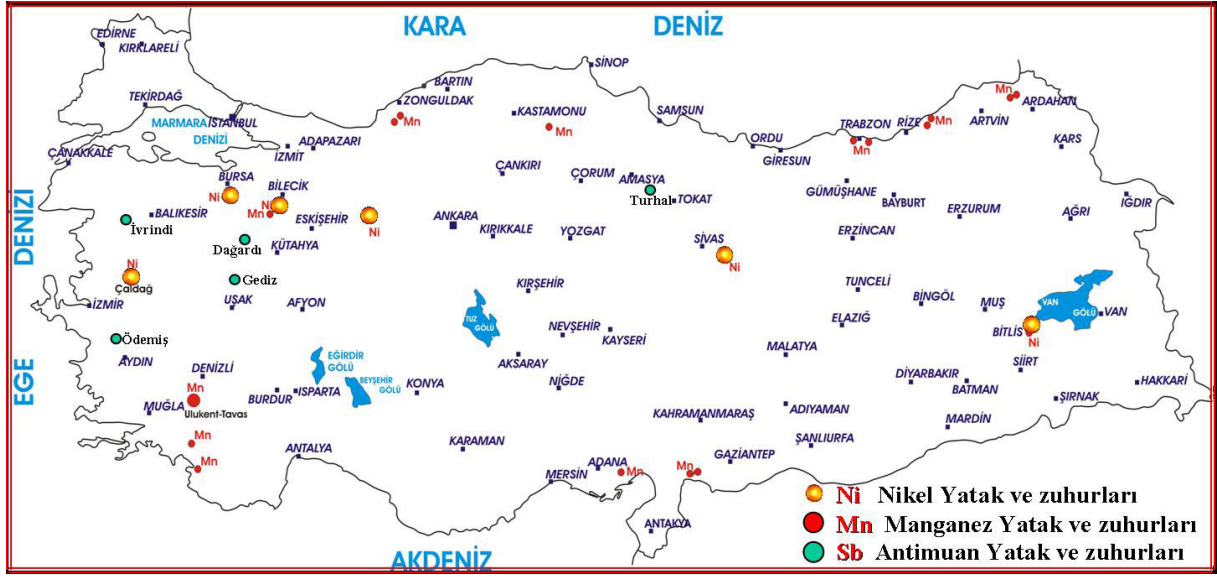 KARA DENİZ
EDİRNE
KIRKLARELİ
SİNOP
BARTIN
ZONGULDAK
Mn
TEKİRDAĞ
MARMARA
DENİZİ
İSTANBUL
KASTAMONU
Mn
SAMSUN
ADAPAZARI
İZMİT
ÇANAKKALE
ORDU
GİRESUN
TRABZON
Mn
RİZE
Mn
Mn
ARTVİN
ARDAHAN
KARS
BURSA
Ni
BİLECİK
Ni
Mn
ESKİŞEHİR
Ni
ÇANKIRI
ÇORUM
AMASYA
Turhal
TOKAT
GÜMÜŞHANE
BAYBURT
ERZURUM
AĞRI
IĞDIR
BALIKESİR
İvrindi
Dağardı
KÜTAHYA
ANKARA
KIRIKKALE
YOZGAT
SİVAS
Ni
ERZİNCAN
EGE DENIZI
Ni
Çaldağ
Gediz
İZMİR
UŞAK
AFYON
KIRŞEHİR
TUZ
GÖLÜ
NEVŞEHİR
KAYSERİ
TUNCELİ
BİNGÖL
ELAZIĞ
MUŞ
VAN
GÖLÜ
VAN
BİTLİS
Ni
Ödemiş
AYDIN
DENİZLİ
EĞİRDİR
GÖLÜ
BEYŞEHİR
GÖLÜ
AKSARAY
NİĞDE
MALATYA
SİİRT
DİYARBAKIR
BATMAN
HAKKARİ
ŞIRNAK
Mn
Ulukent-Tavas
MUĞLA
BURDUR
ISPARTA
KONYA
KAHRAMANMARAŞ
ADIYAMAN
MARDİN
Mn
Mn
ANTALYA
KARAMAN
MERSİN
ADANA
Mn
Mn
GAZİANTEP
ŞANLIURFA
ANTAKYA
AKDENİZ
Ni Nikel Yatak ve zuhurları
Mn Manganez Yatak ve zuhurları
Sb Antimuan Yatak ve zuhurları